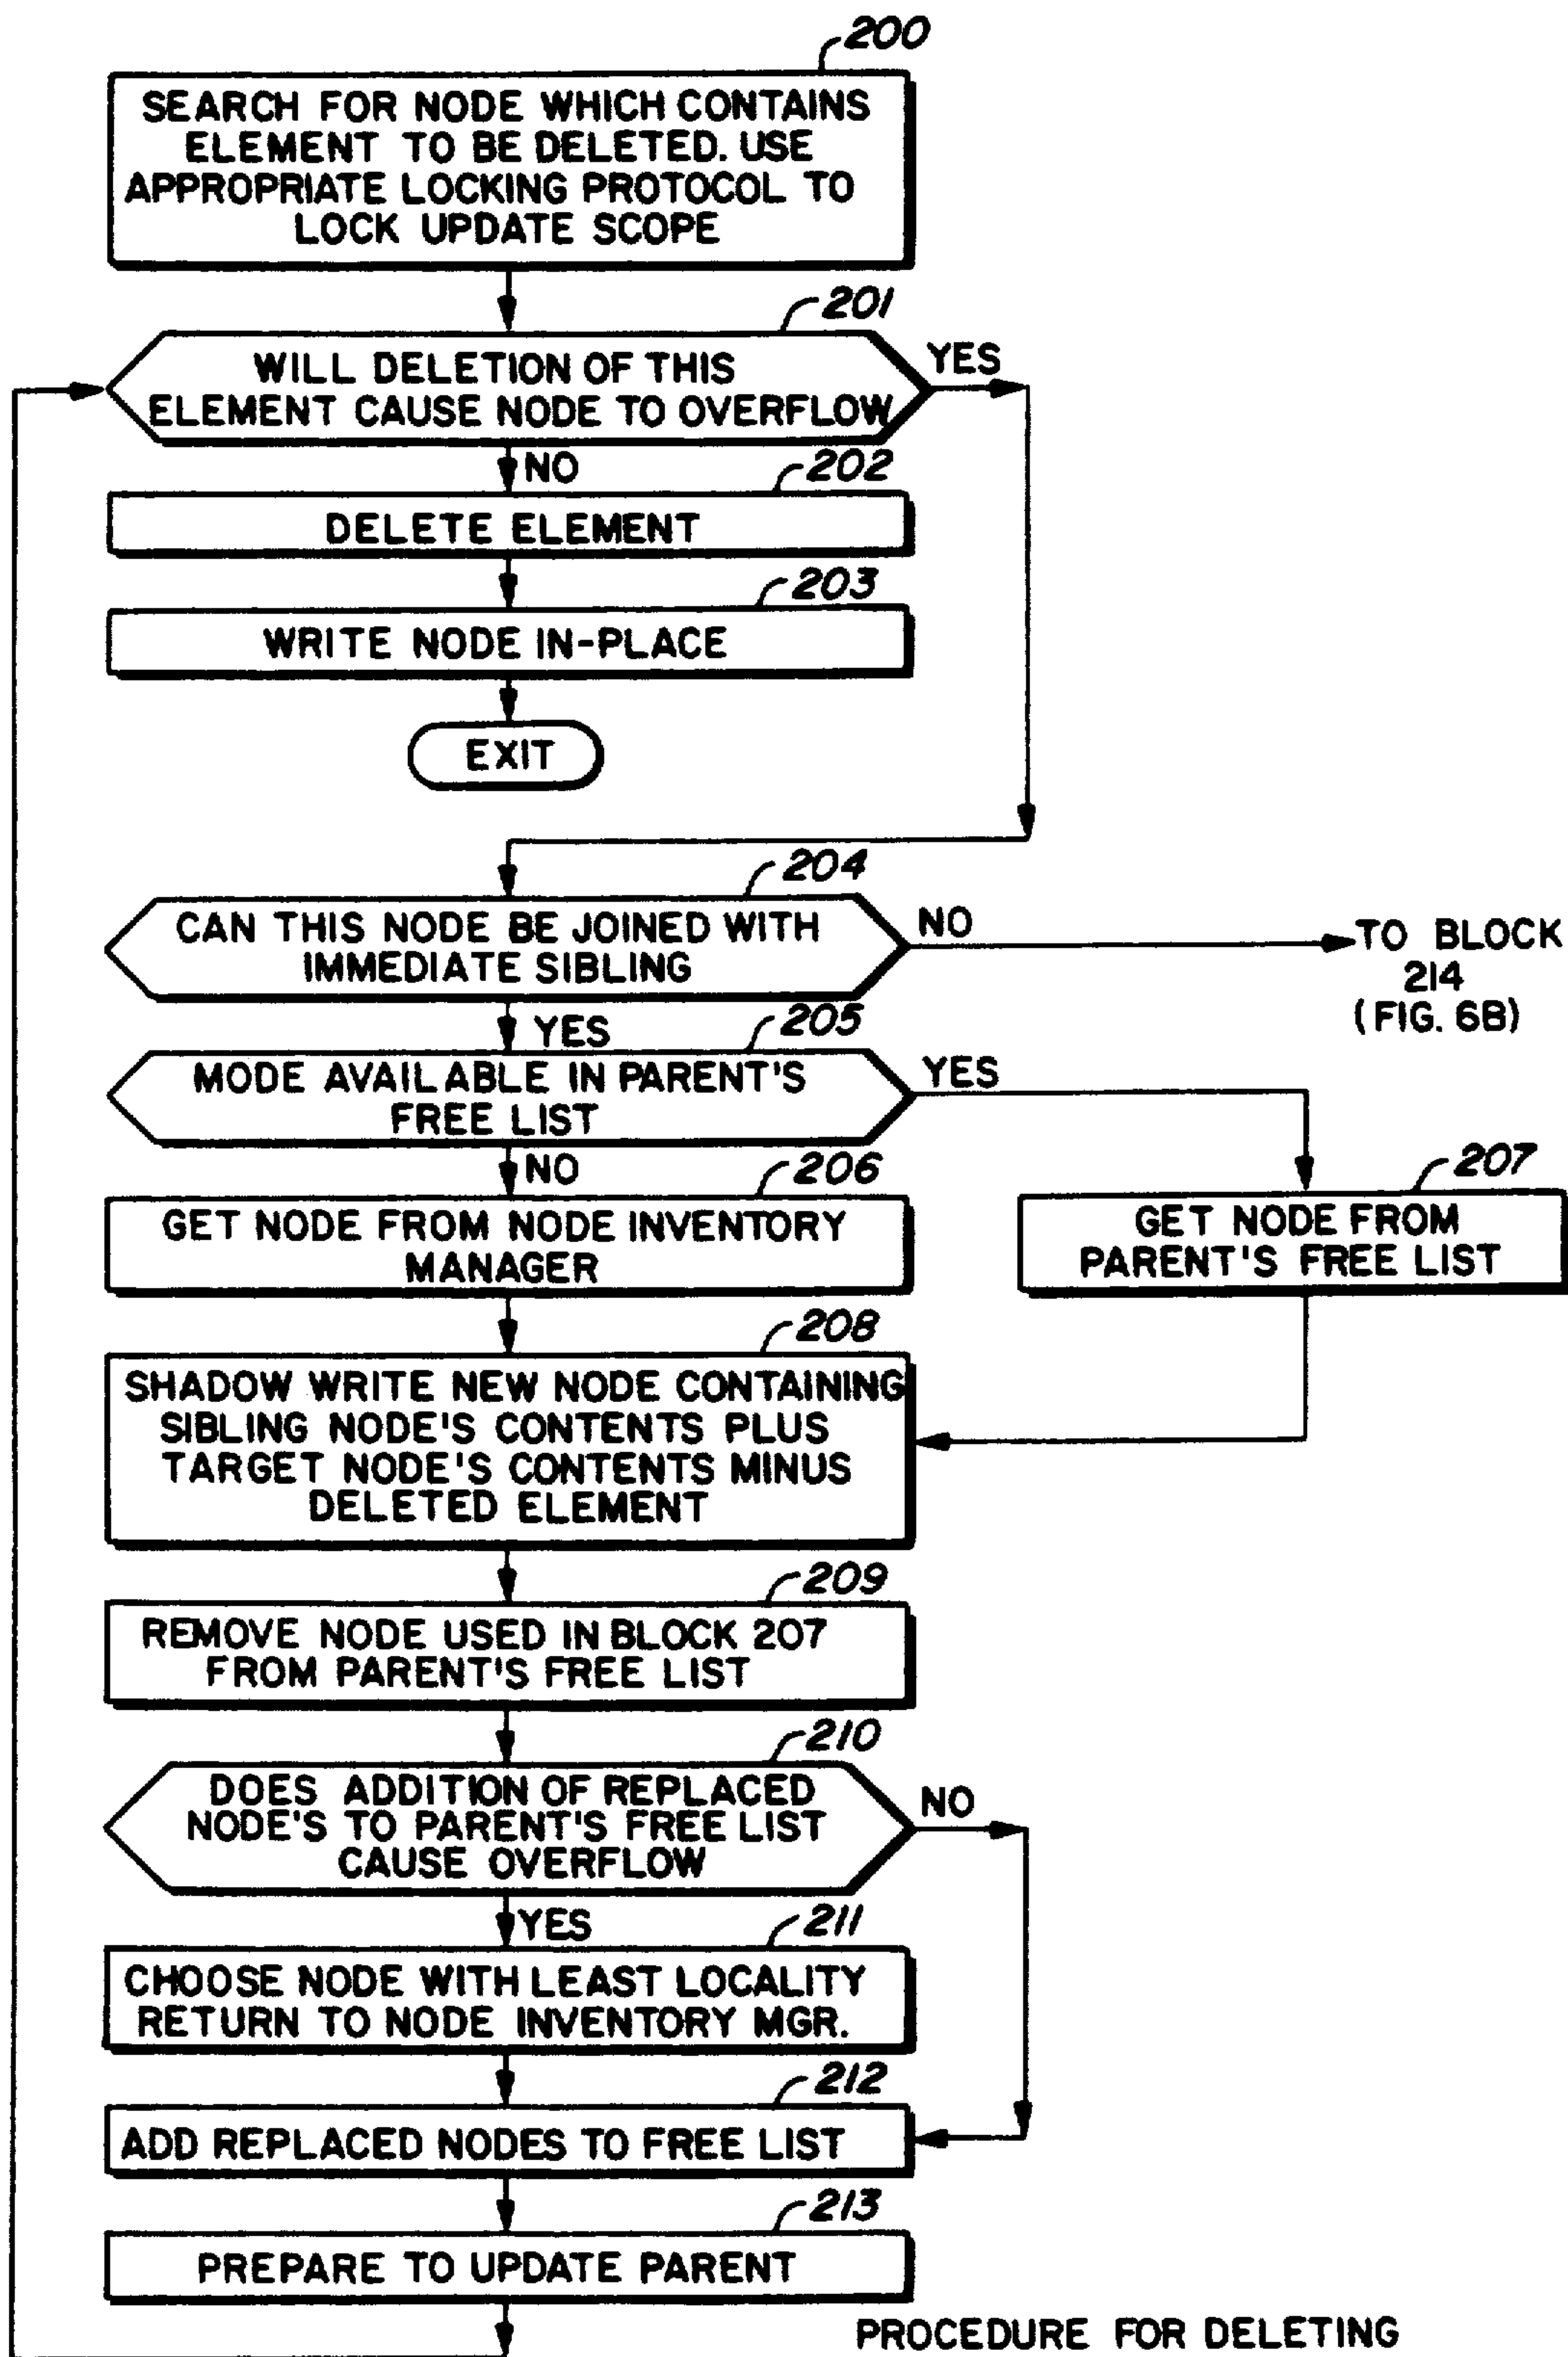 200
SEARCH FOR NODE WHICH CONTAINS
ELEMENT TO BE DELETED. USE
APPROPRIATE LOCKING PROTOCOL TO
LOCK UPDATE SCOPE
201
WILL DELETION OF THIS
ELEMENT CAUSE NODE TO OVERFLOW
YES
NO
202
DELETE ELEMENT
203
WRITE NODE IN-PLACE
EXIT
204
CAN THIS NODE BE JOINED WITH
IMMEDIATE SIBLING
NO
TO BLOCK
214
(FIG. 6B)
YES
205
MODE AVAILABLE IN PARENT'S
FREE LIST
YES
NO
206
GET NODE FROM NODE INVENTORY
MANAGER
207
GET NODE FROM
PARENT'S FREE LIST
208
SHADOW WRITE NEW NODE CONTAINING
SIBLING NODE'S CONTENTS PLUS
TARGET NODE'S CONTENTS MINUS
DELETED ELEMENT
209
REMOVE NODE USED IN BLOCK 207
FROM PARENT'S FREE LIST
210
DOES ADDITION OF REPLACED
NODE'S TO PARENT'S FREE LIST
CAUSE OVERFLOW
NO
YES
211
CHOOSE NODE WITH LEAST LOCALITY
RETURN TO NODE INVENTORY MGR.
212
ADD REPLACED NODES TO FREE LIST
213
PREPARE TO UPDATE PARENT
PROCEDURE FOR DELETING